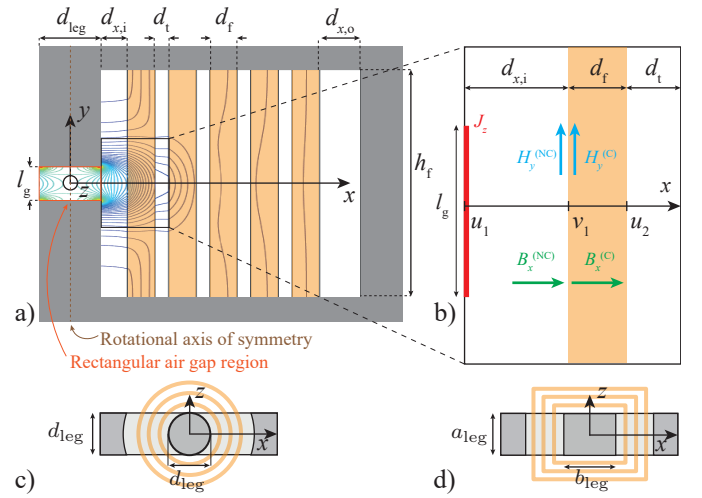 d_leg d_x,i d_t d_f d_x,o
y
l_g
z
x
h_f
a)
Rotational axis of symmetry
Rectangular air gap region
d_x,i d_f d_t
J_z
H_y^(NC) H_y^(C)
l_g
x
u_1 v_1 u_2
B_x^(NC) B_x^(C)
b)
z
d_leg
x
d_leg
c)
z
a_leg
x
b_leg
d)